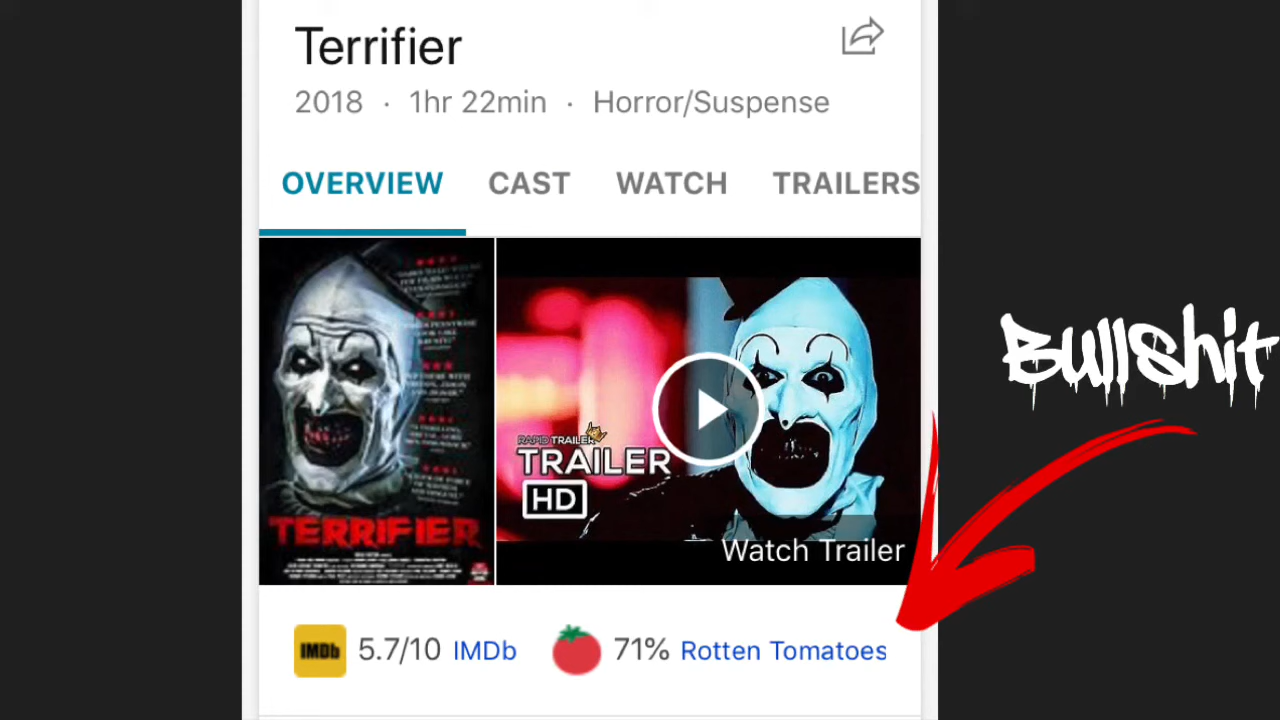 Terrifier
2018 · 1hr 22min · Horror/Suspense
OVERVIEW CAST WATCH TRAILERS
TERRIFIER
RAPID TRAILER
TRAILER
HD
Watch Trailer
Bullshit
IMDb 5.7/10 IMDb 71% Rotten Tomatoes